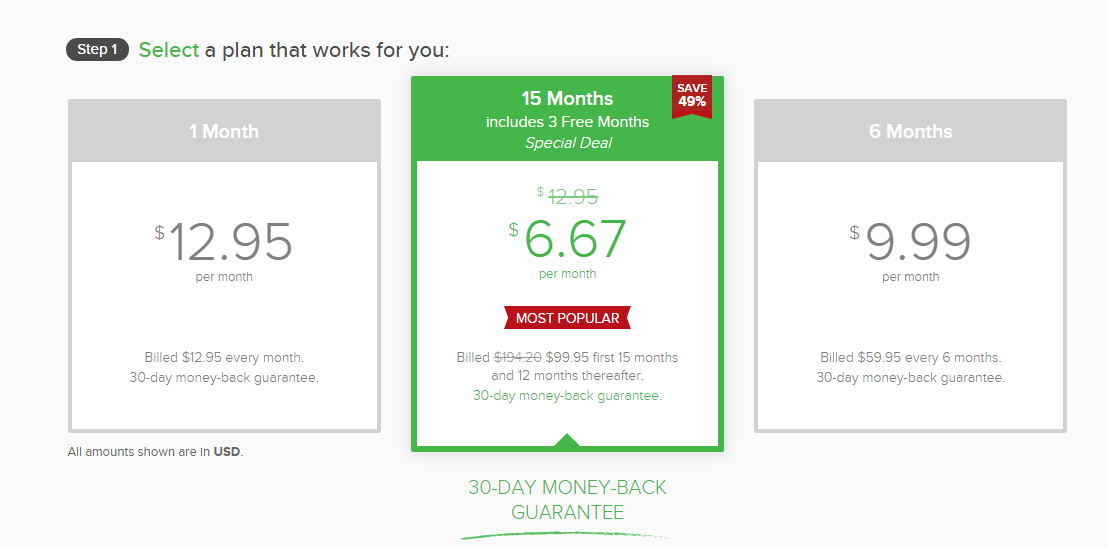 Step 1 Select a plan that works for you:
1 Month
$12.95
per month
Billed $12.95 every month.
30-day money-back guarantee.
15 Months
includes 3 Free Months
Special Deal
SAVE
49%
$12.95
$6.67
per month
MOST POPULAR
Billed $194.20 $99.95 first 15 months
and 12 months thereafter.
30-day money-back guarantee.
6 Months
$9.99
per month
Billed $59.95 every 6 months.
30-day money-back guarantee.
All amounts shown are in USD.
30-DAY MONEY-BACK
GUARANTEE